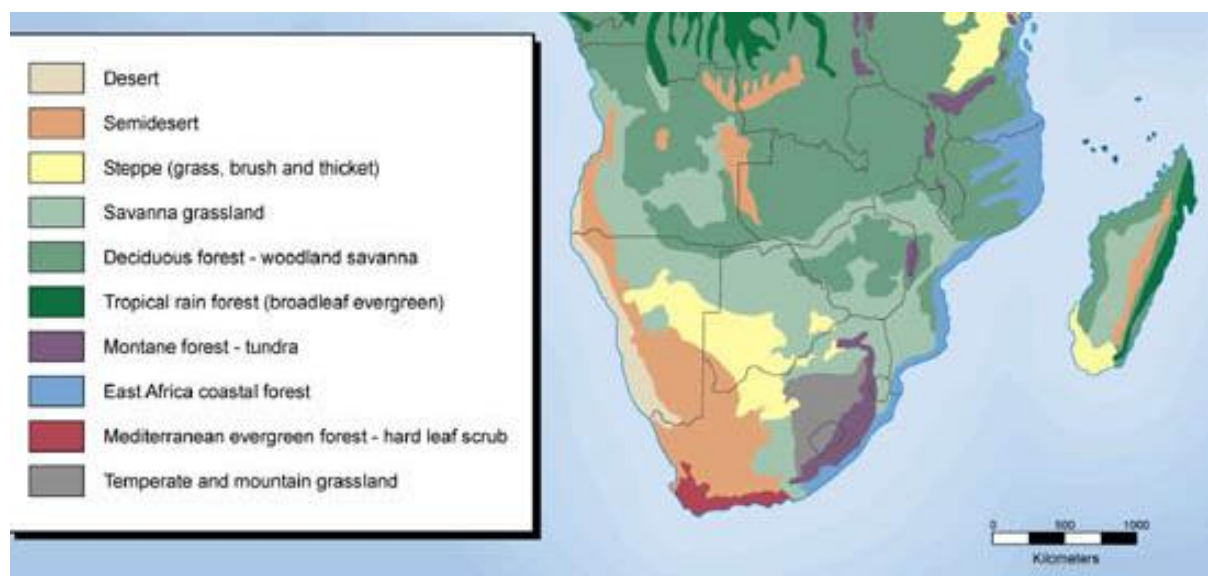 Desert
Semidesert
Steppe (grass, brush and thicket)
Savanna grassland
Deciduous forest - woodland savanna
Tropical rain forest (broadleaf evergreen)
Montane forest - tundra
East Africa coastal forest
Mediterranean evergreen forest - hard leaf scrub
Temperate and mountain grassland
0 500 1000
Kilometers